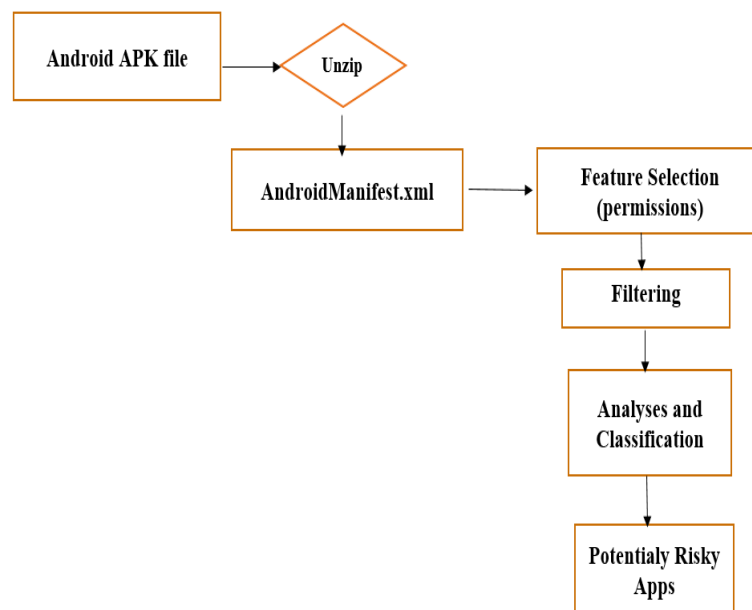 Android APK file
Unzip
AndroidManifest.xml
Feature Selection
(permissions)
Filtering
Analyses and
Classification
Potentialy Risky
Apps